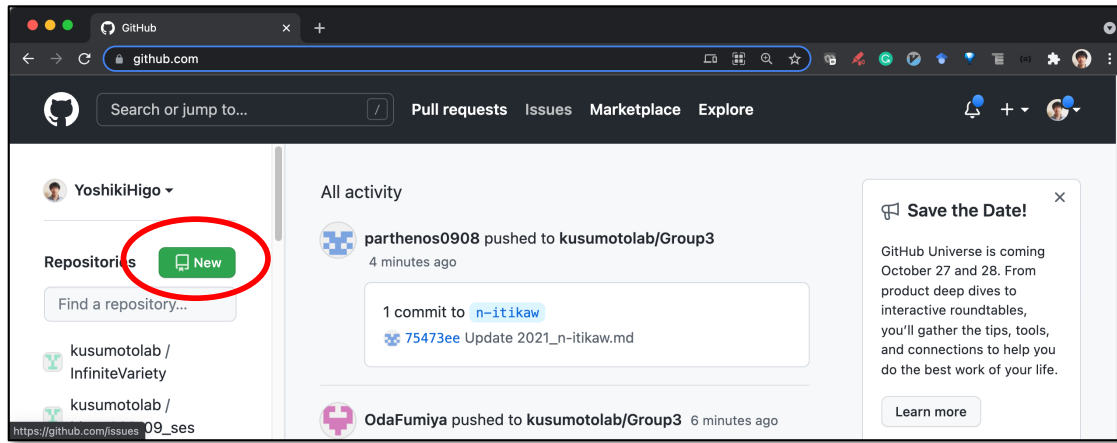 GitHub
github.com
Search or jump to...
/
Pull requests Issues Marketplace Explore
YoshikiHigo
Repositories
New
Find a repository...
kusumotolab /
InfiniteVariety
kusumotolab /
09_ses
https://github.com/issues
All activity
parthenos0908 pushed to kusumotolab/Group3
4 minutes ago
1 commit to n-itikaw
75473ee Update 2021_n-itikaw.md
OdaFumiya pushed to kusumotolab/Group3 6 minutes ago
Save the Date!
GitHub Universe is coming
October 27 and 28. From
product deep dives to
interactive roundtables,
you'll gather the tips, tools,
and connections to help you
do the best work of your life.
Learn more